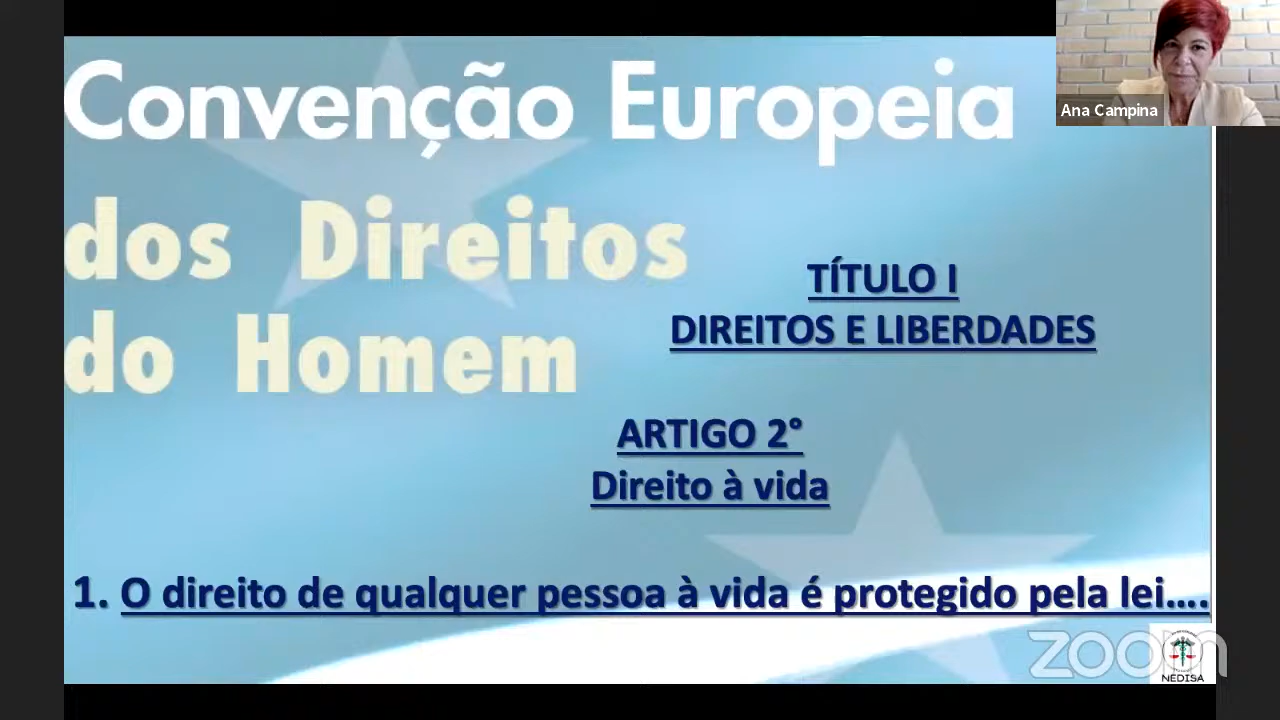 Convenção Europeia
dos Direitos
do Homem
Ana Campina
TÍTULO I
DIREITOS E LIBERDADES
ARTIGO 2°
Direito à vida
1. O direito de qualquer pessoa à vida é protegido pela lei....
zoom
NEDISA